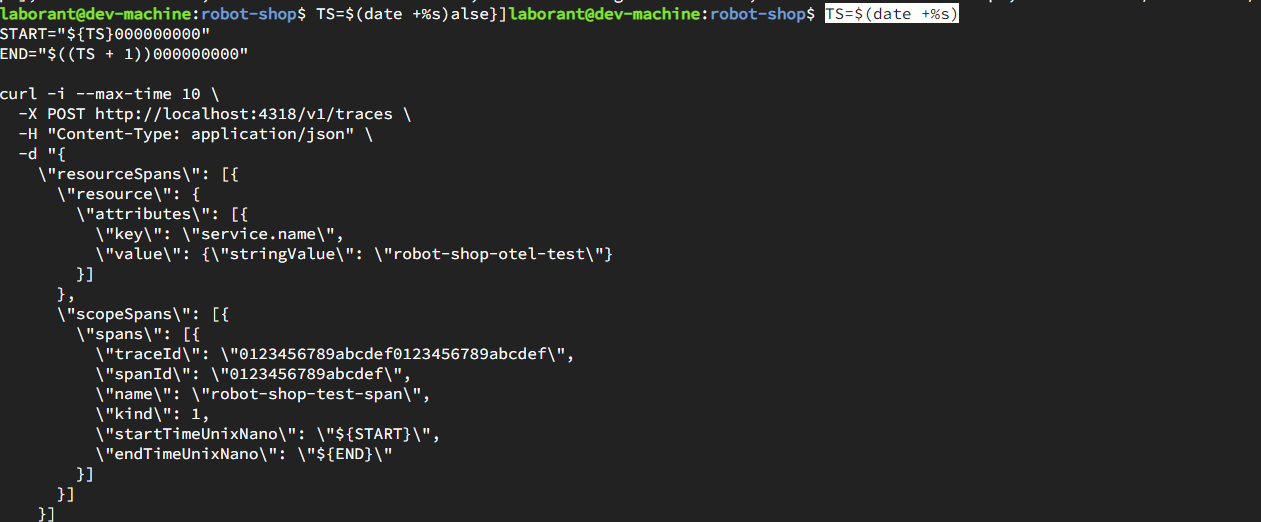 laborant@dev-machine:robot-shop$ TS=$(date +%s)alse}]laborant@dev-machine:robot-shop$ TS=$(date +%s)
START="${TS}000000000"
END="$((TS + 1))000000000"

curl -i --max-time 10 \
  -X POST http://localhost:4318/v1/traces \
  -H "Content-Type: application/json" \
  -d "{
    \"resourceSpans\": [{
      \"resource\": {
        \"attributes\": [{
          \"key\": \"service.name\",
          \"value\": {\"stringValue\": \"robot-shop-otel-test\"}
        }]
      },
      \"scopeSpans\": [{
        \"spans\": [{
          \"traceId\": \"0123456789abcdef0123456789abcdef\",
          \"spanId\": \"0123456789abcdef\",
          \"name\": \"robot-shop-test-span\",
          \"kind\": 1,
          \"startTimeUnixNano\": \"${START}\",
          \"endTimeUnixNano\": \"${END}\"
        }]
      }]
    }]